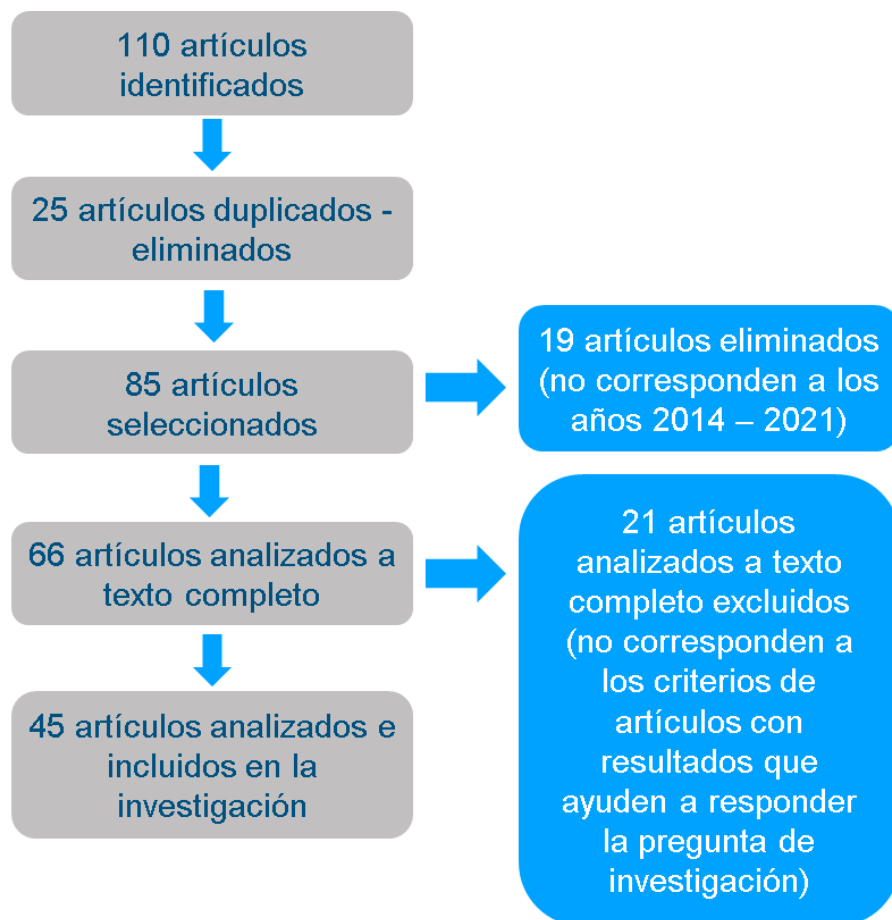 110 artículos
identificados
25 artículos duplicados -
eliminados
85 artículos
seleccionados
19 artículos eliminados
(no corresponden a los
años 2014 – 2021)
66 artículos analizados a
texto completo
21 artículos
analizados a texto
completo excluidos
(no corresponden a
los criterios de
artículos con
resultados que
ayuden a responder
la pregunta de
investigación)
45 artículos analizados e
incluidos en la
investigación